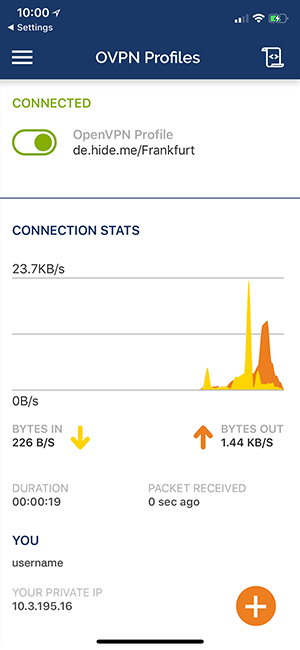 10:00
Settings
OVPN Profiles
CONNECTED
OpenVPN Profile
de.hide.me/Frankfurt
CONNECTION STATS
23.7KB/s
0B/s
BYTES IN
226 B/S
BYTES OUT
1.44 KB/S
DURATION
00:00:19
PACKET RECEIVED
0 sec ago
YOU
username
YOUR PRIVATE IP
10.3.195.16